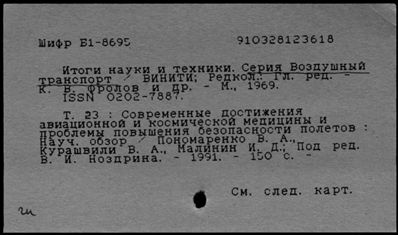 Шифр Б1-8695 910328123618
Итоги науки и техники. Серия Воздушный
транспорт / ВИНИТИ; Редкол.: Гл. ред. -
К. В. Фролов и др. - М., 1969.
ISSN 0202-7887.
Т. 23 : Современные достижения
авиационной и космической медицины и
проблемы повышения безопасности полетов :
Науч. обзор / Пономаренко В. А.,
Курашвили В. А., Малинин И. Д.; Под ред.
В. И. Ноздрина. - 1991. - 150 с. -
См. след. карт.